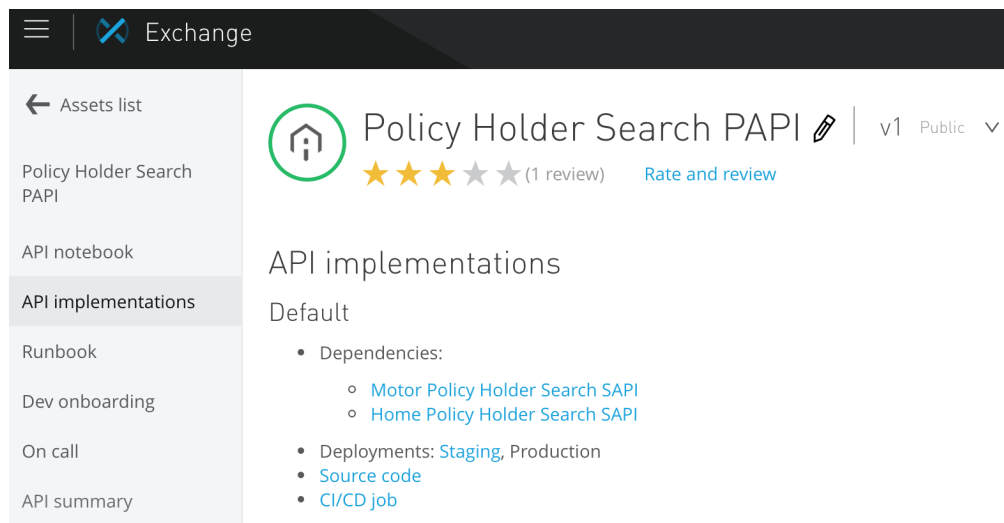 Exchange
Assets list
Policy Holder Search
PAPI
API notebook
API implementations
Runbook
Dev onboarding
On call
API summary
Policy Holder Search PAPI
v1 Public
(1 review) Rate and review
API implementations
Default
Dependencies:
Motor Policy Holder Search SAPI
Home Policy Holder Search SAPI
Deployments: Staging, Production
Source code
CI/CD job